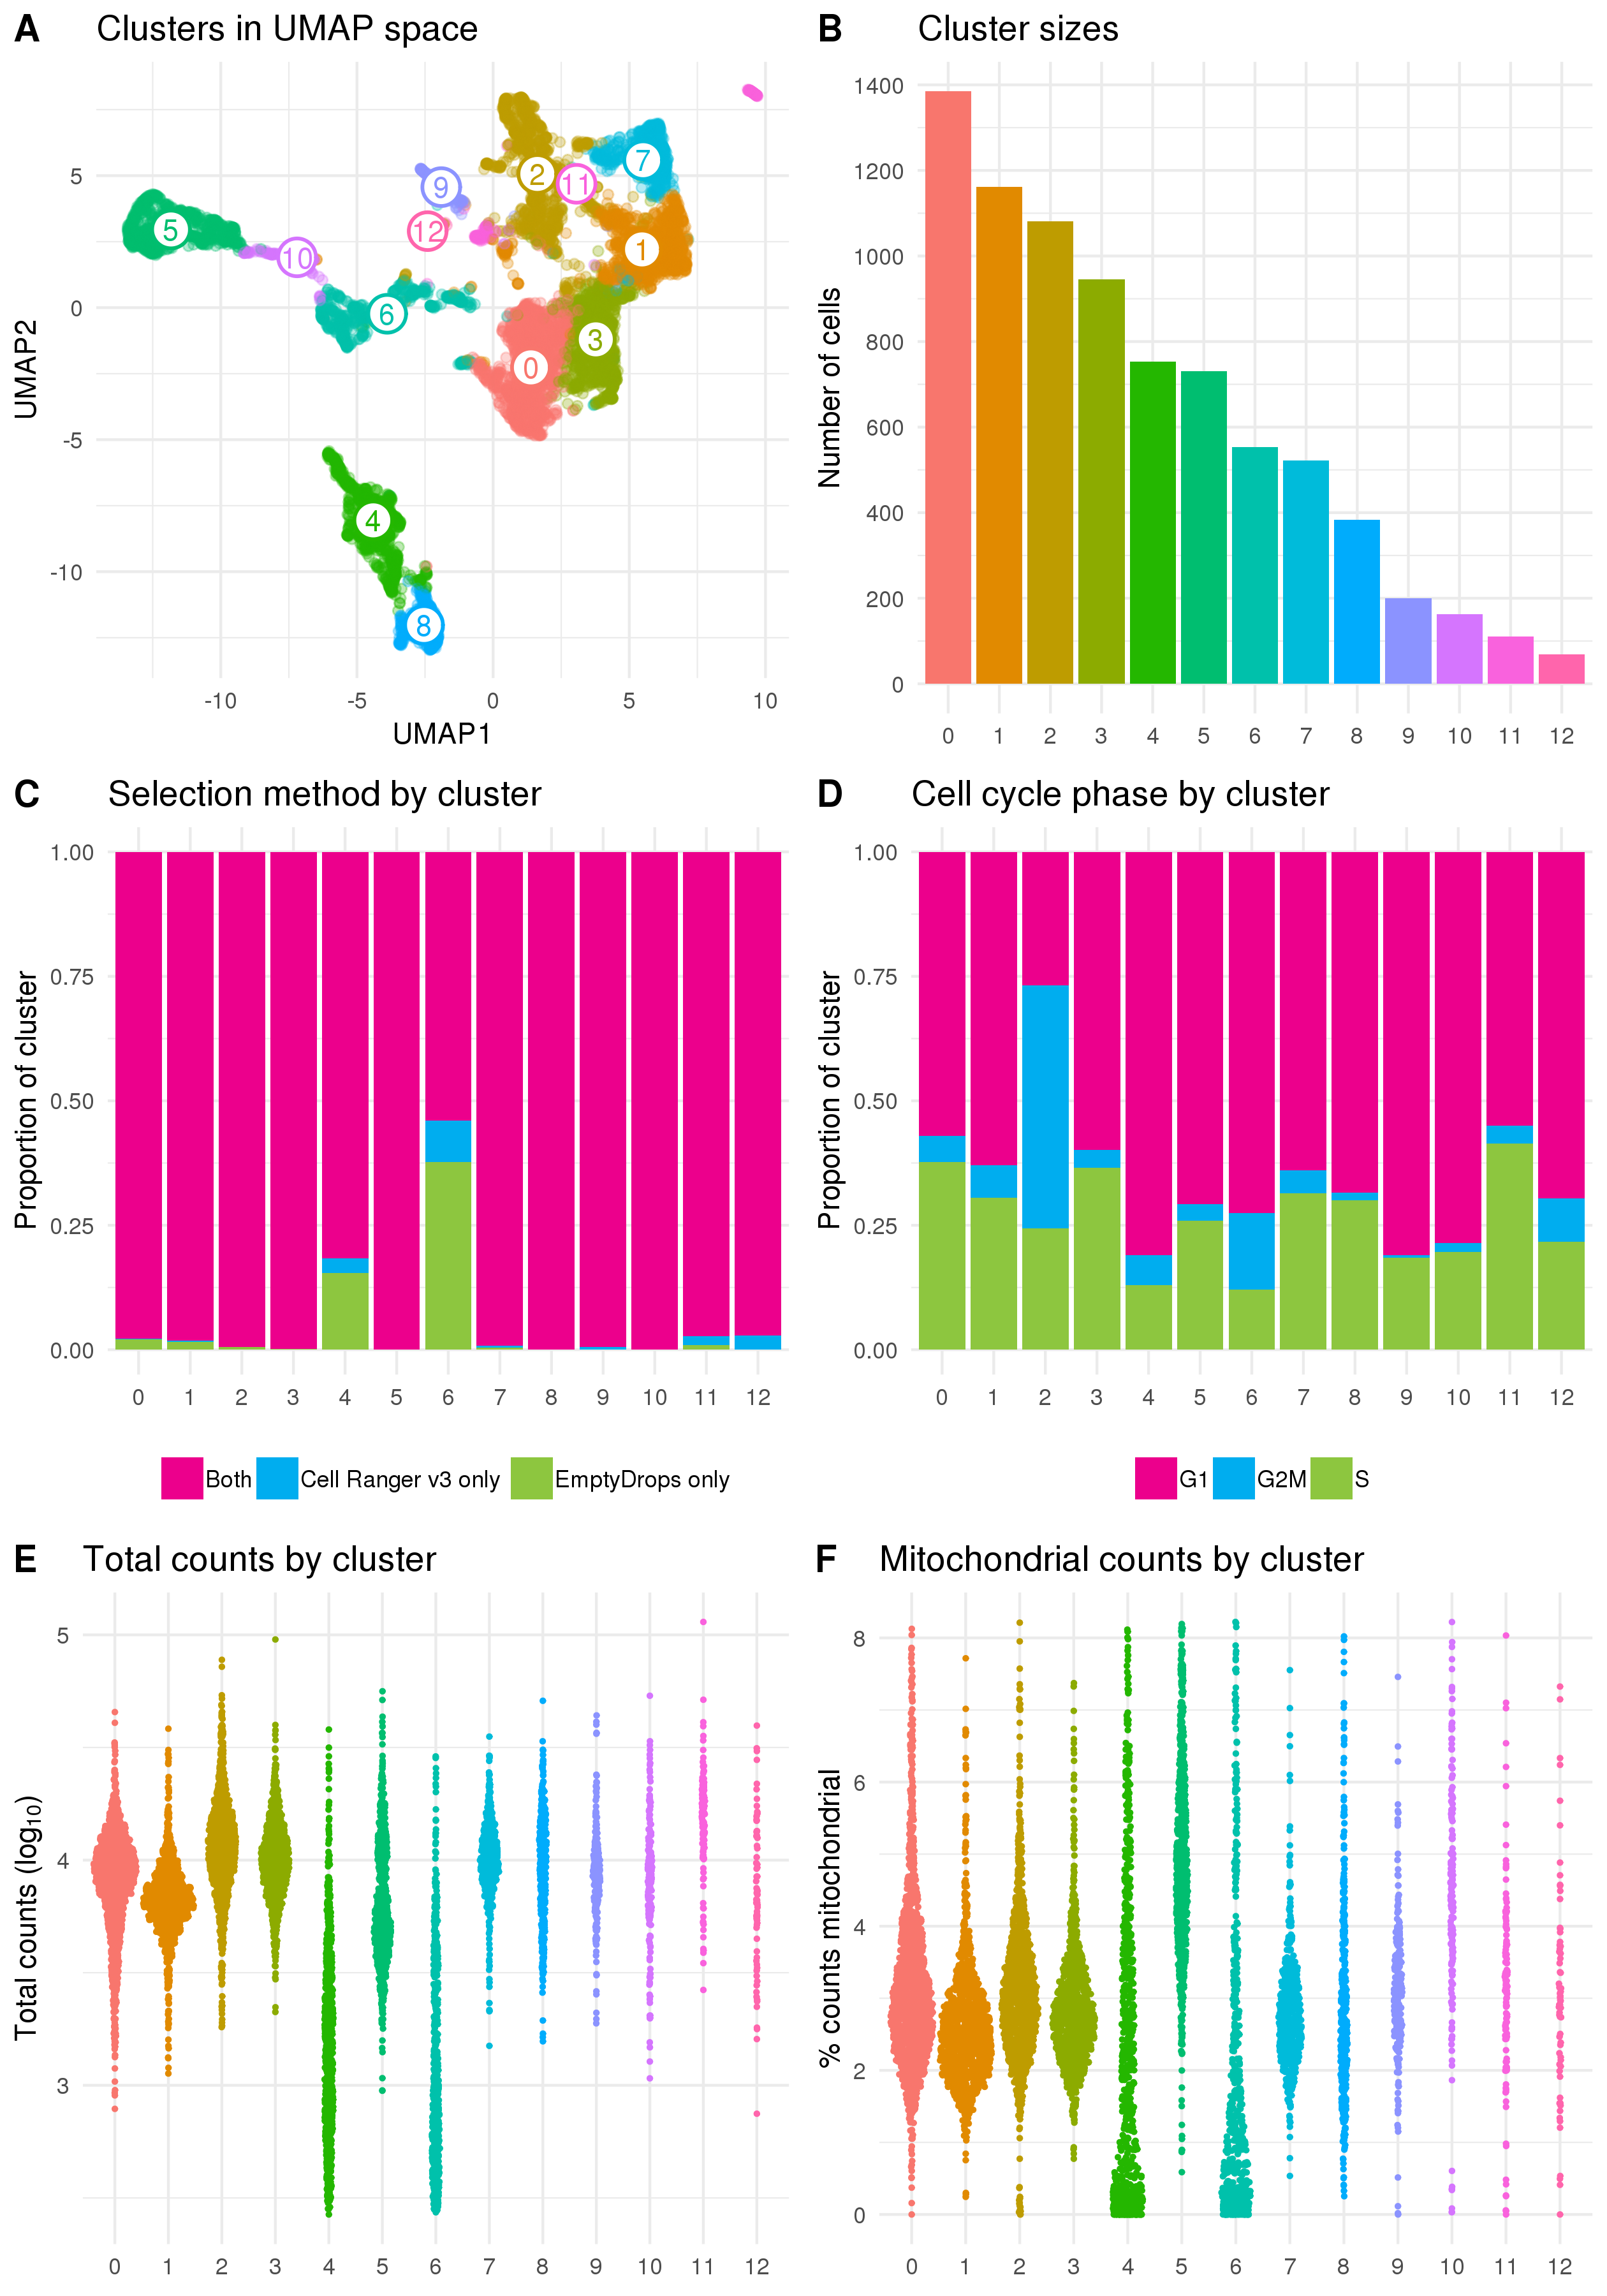 A Clusters in UMAP space
5
0
-5
-10
UMAP2
0
1
2
3
4
5
6
7
8
9
10
11
12
-10 -5 0 5 10
UMAP1
B Cluster sizes
1400
1200
1000
800
600
400
200
0
Number of cells
0 1 2 3 4 5 6 7 8 9 10 11 12
C Selection method by cluster
1.00
0.75
0.50
0.25
0.00
Proportion of cluster
0 1 2 3 4 5 6 7 8 9 10 11 12
Both Cell Ranger v3 only EmptyDrops only
D Cell cycle phase by cluster
1.00
0.75
0.50
0.25
0.00
Proportion of cluster
0 1 2 3 4 5 6 7 8 9 10 11 12
G1 G2M S
E Total counts by cluster
5
4
3
Total counts (log₁₀)
0 1 2 3 4 5 6 7 8 9 10 11 12
F Mitochondrial counts by cluster
8
6
4
2
0
% counts mitochondrial
0 1 2 3 4 5 6 7 8 9 10 11 12